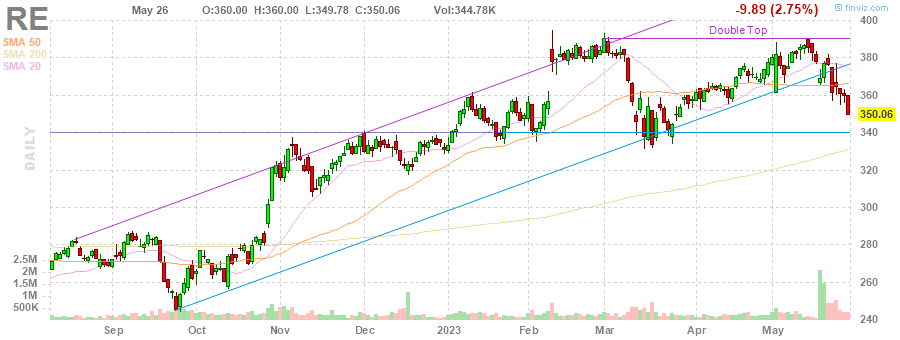 RE
May 26
O:360.00 H:360.00 L:349.78 C:350.06
Vol:344.78K
-9.89 (2.75%)
© finviz.com
SMA 50
SMA 200
SMA 20
Double Top
DAILY
400
380
360
350.06
340
320
300
280
260
240
2.5M
2M
1.5M
1M
500K
Sep Oct Nov Dec 2023 Feb Mar Apr May